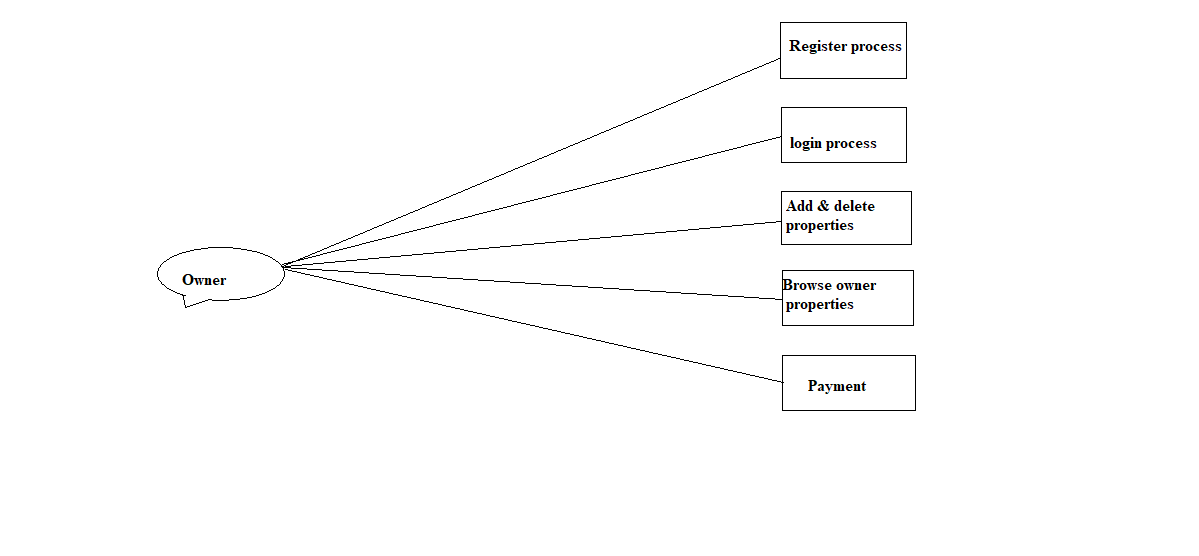 Register process
login process
Add & delete
properties
Owner
Browse owner
properties
Payment